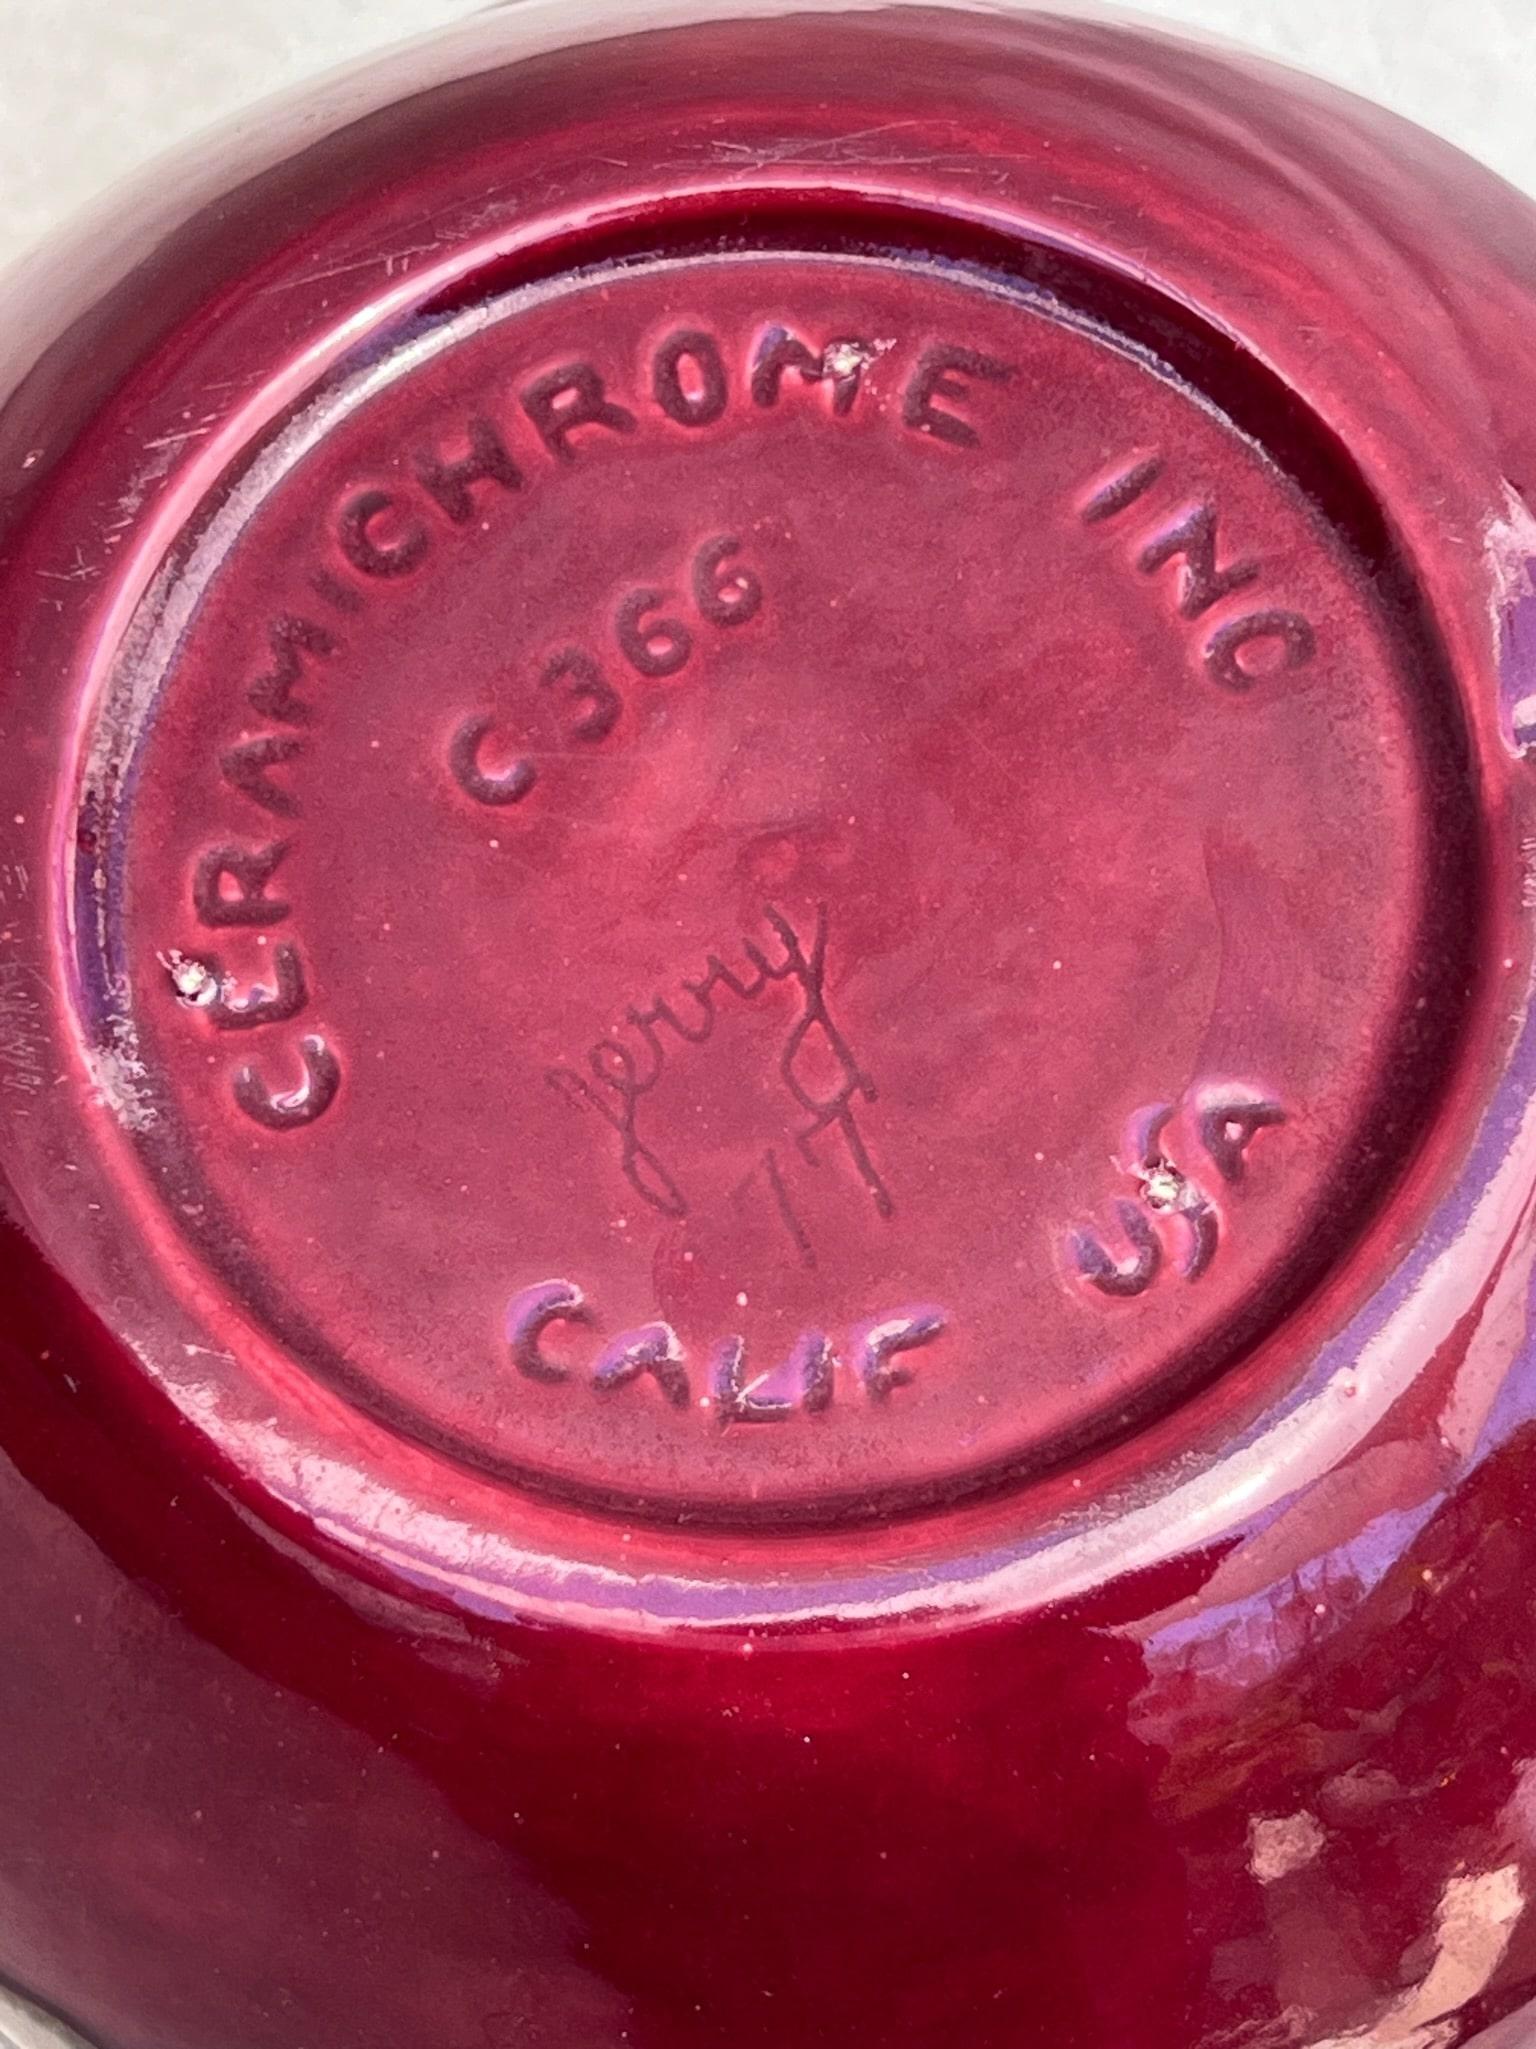 CERAMICHROME INC
C366
Jerry
77
CALIF USA